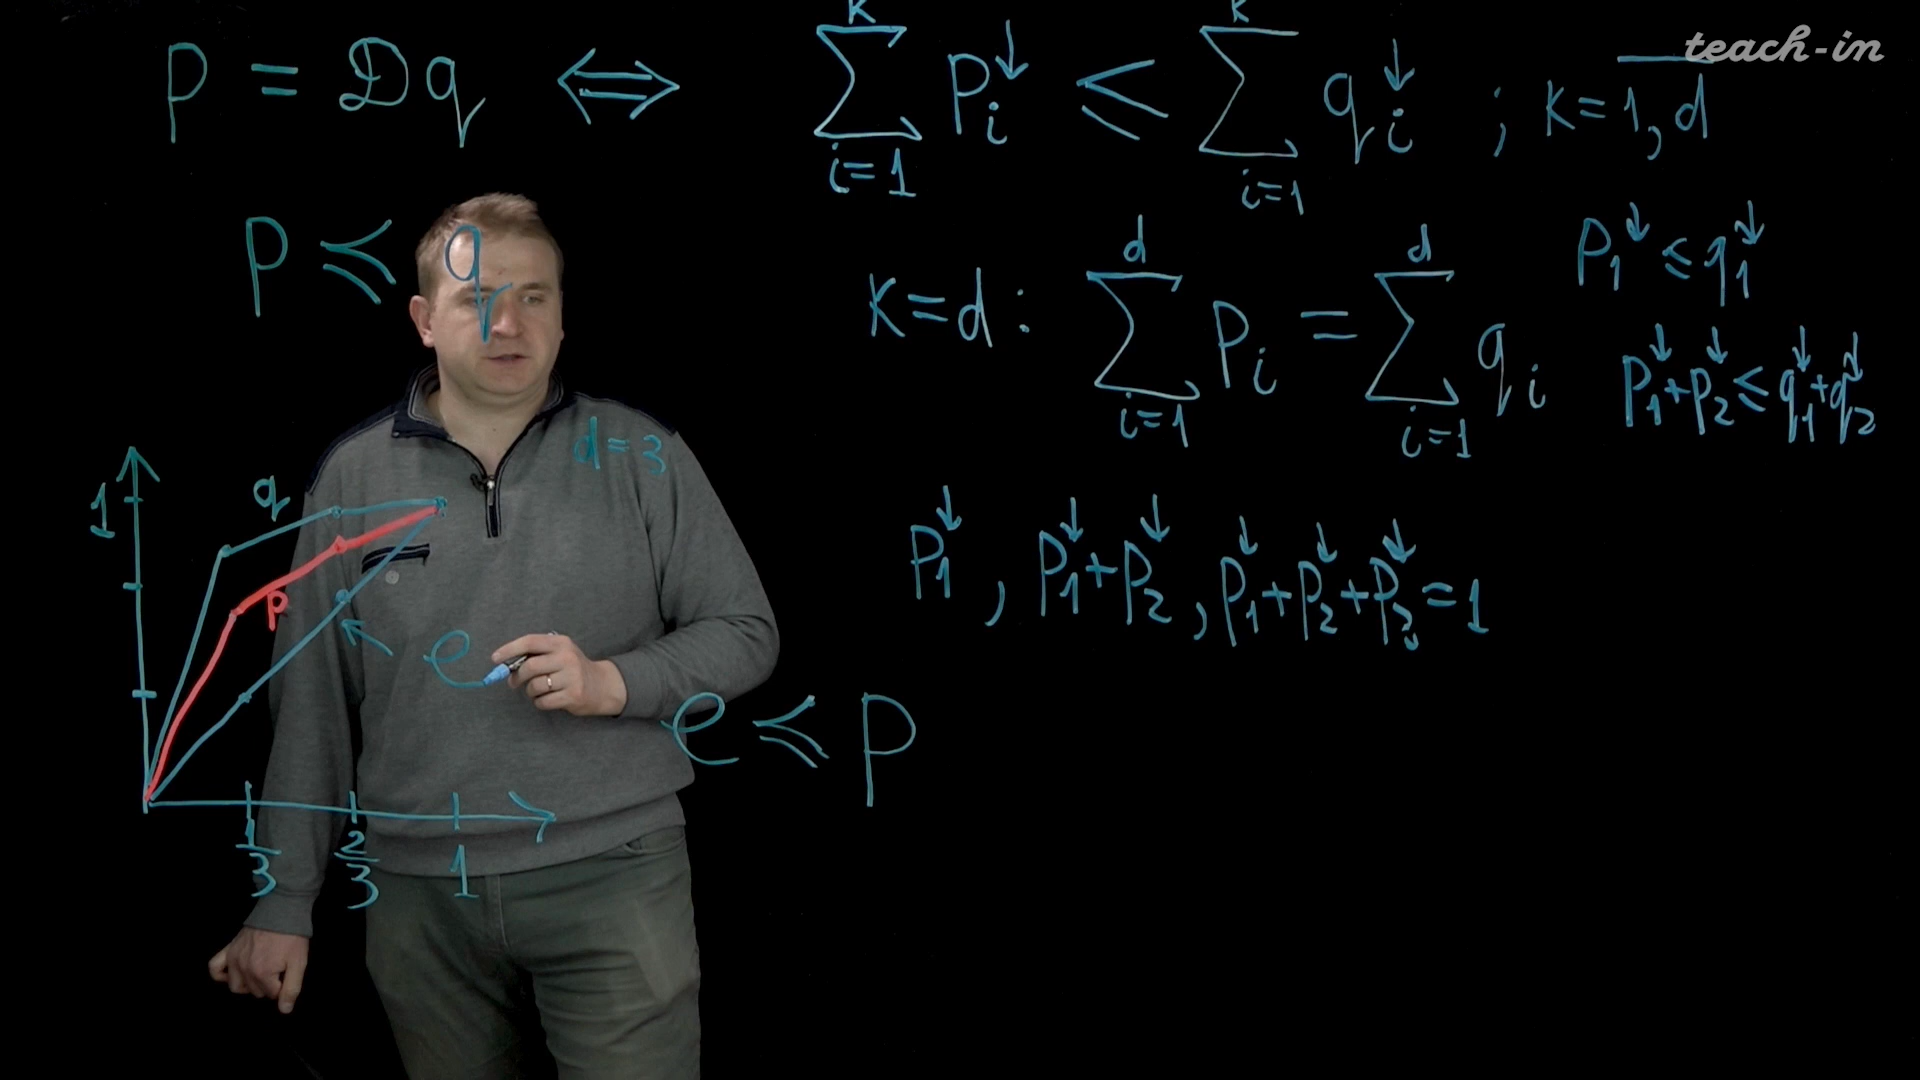 teach-in
p = 𝒟q ⟺ ∑_{i=1}^{K} p_i^↓ ≤ ∑_{i=1}^{K} q_i^↓ ; K = \overline{1, d}
p ≼ q
p_1^↓ ≤ q_1^↓
K = d : ∑_{i=1}^{d} p_i = ∑_{i=1}^{d} q_i
p_1^↓ + p_2^↓ ≤ q_1^↓ + q_2^↓
d = 3
1
q
p
e
p_1^↓ , p_1^↓ + p_2^↓ , p_1^↓ + p_2^↓ + p_3^↓ = 1
e ≼ p
1/3 2/3 1